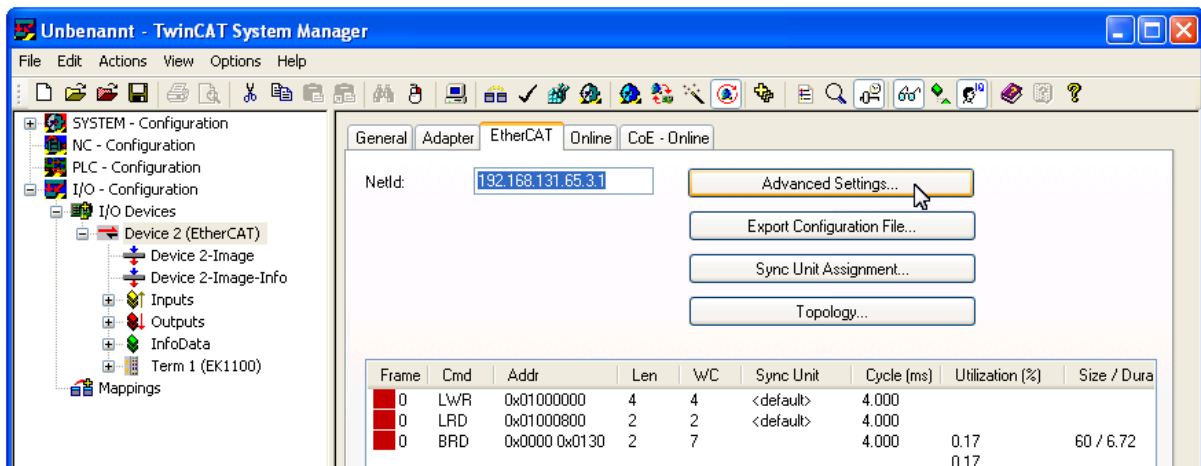 Unbenannt - TwinCAT System Manager
File Edit Actions View Options Help
SYSTEM - Configuration
NC - Configuration
PLC - Configuration
I/O - Configuration
I/O Devices
Device 2 (EtherCAT)
Device 2-Image
Device 2-Image-Info
Inputs
Outputs
InfoData
Term 1 (EK1100)
Mappings
General Adapter EtherCAT Online CoE - Online
NetId: 192.168.131.65.3.1
Advanced Settings...
Export Configuration File...
Sync Unit Assignment...
Topology...
Frame Cmd Addr Len WC Sync Unit Cycle (ms) Utilization (%) Size / Dura
0 LWR 0x01000000 4 4 <default> 4.000
0 LRD 0x01000800 2 2 <default> 4.000
0 BRD 0x0000 0x0130 2 7 4.000 0.17 60 / 6.72
0.17